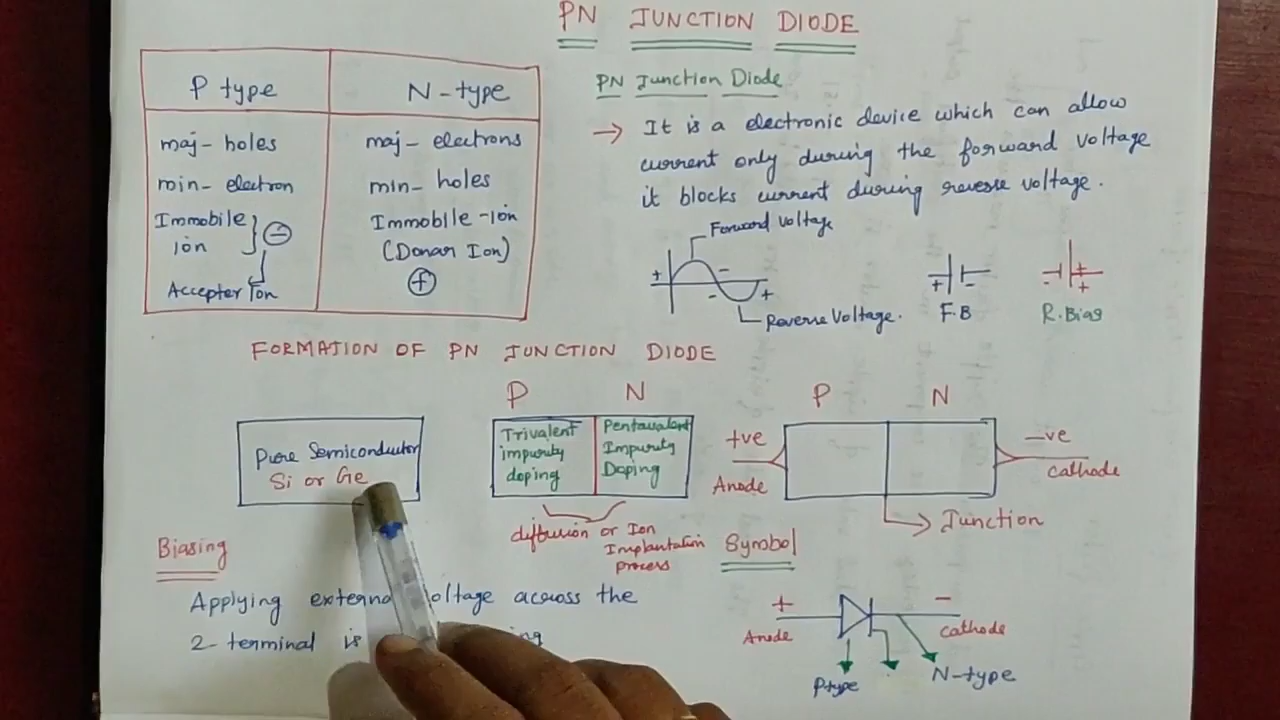 PN JUNCTION DIODE
P type
N-type
maj- holes
maj- electrons
min- electron
min- holes
Immobile
ion
−
Accepter Ion
Immobile-ion
(Donar Ion)
+
PN Junction Diode
→ It is a electronic device which can allow
current only during the forward voltage
it blocks current during reverse voltage.
Forward Voltage
+ −
− +
Reverse Voltage.
+ −
F.B
− +
+
R.Bias
FORMATION OF PN JUNCTION DIODE
Pure Semiconductor
Si or Ge
P N
Trivalent
impurity
doping
Pentavalent
Impurity
Doping
diffusion or Ion
Implantation
process
P N
+ve
Anode
−ve
cathode
Junction
Biasing
Applying externa oltage across the
2-terminal is
Symbol
+ −
Anode
cathode
P-type
N-type